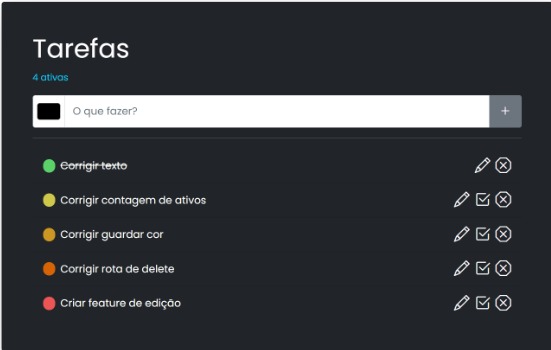 Tarefas
4 ativas
O que fazer?
+
Corrigir texto
Corrigir contagem de ativos
Corrigir guardar cor
Corrigir rota de delete
Criar feature de edição